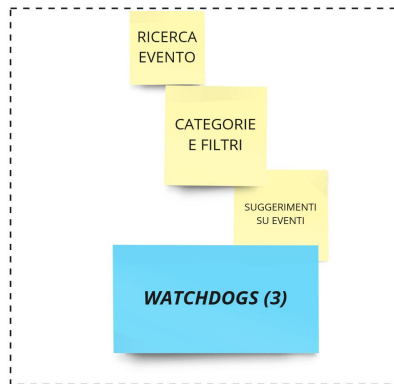 RICERCA
EVENTO
CATEGORIE
E FILTRI
SUGGERIMENTI
SU EVENTI
WATCHDOGS (3)